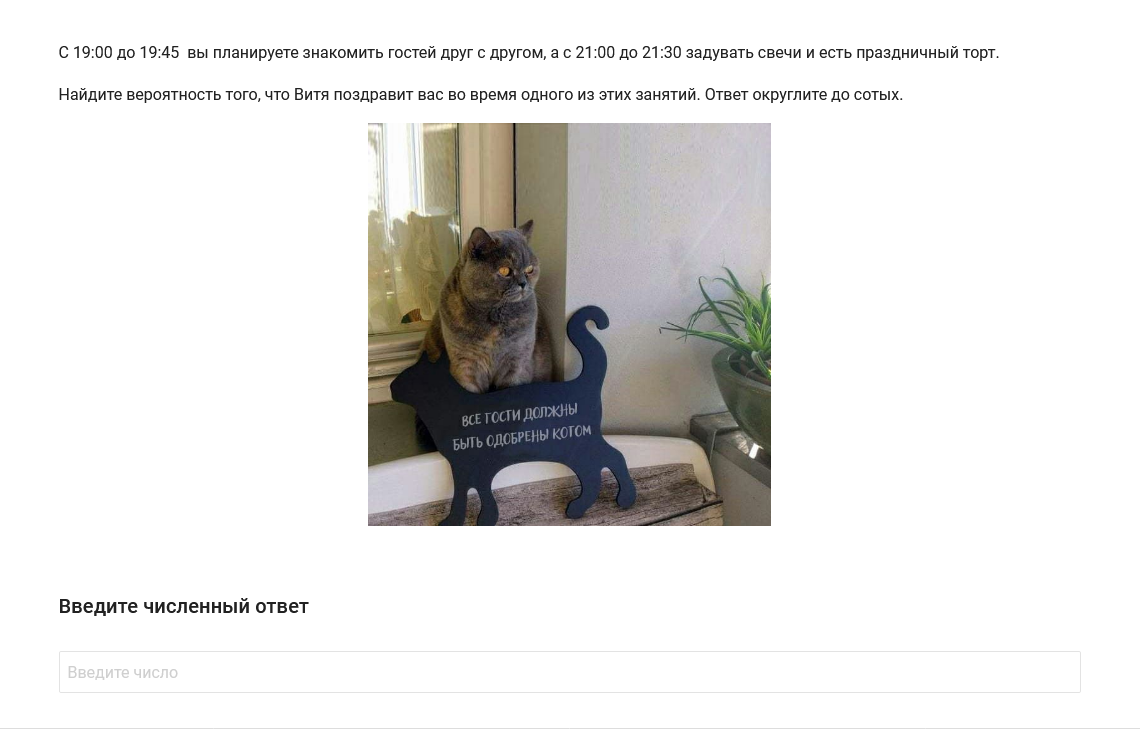 С 19:00 до 19:45 вы планируете знакомить гостей друг с другом, а с 21:00 до 21:30 задувать свечи и есть праздничный торт.
Найдите вероятность того, что Витя поздравит вас во время одного из этих занятий. Ответ округлите до сотых.
ВСЕ ГОСТИ ДОЛЖНЫ
БЫТЬ ОДОБРЕНЫ КОТОМ
Введите численный ответ
Введите число